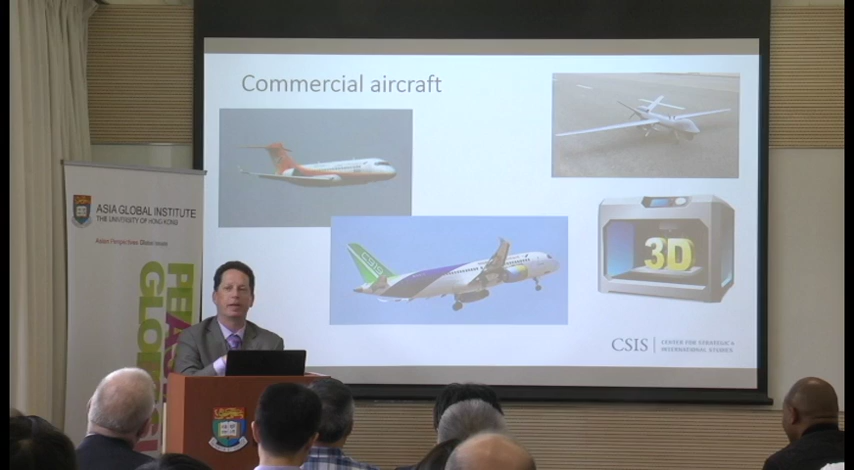 Commercial aircraft
ASIA GLOBAL INSTITUTE
THE UNIVERSITY OF HONG KONG
Asian Perspectives Global Issues
3D
CSIS
CENTER FOR STRATEGIC &
INTERNATIONAL STUDIES